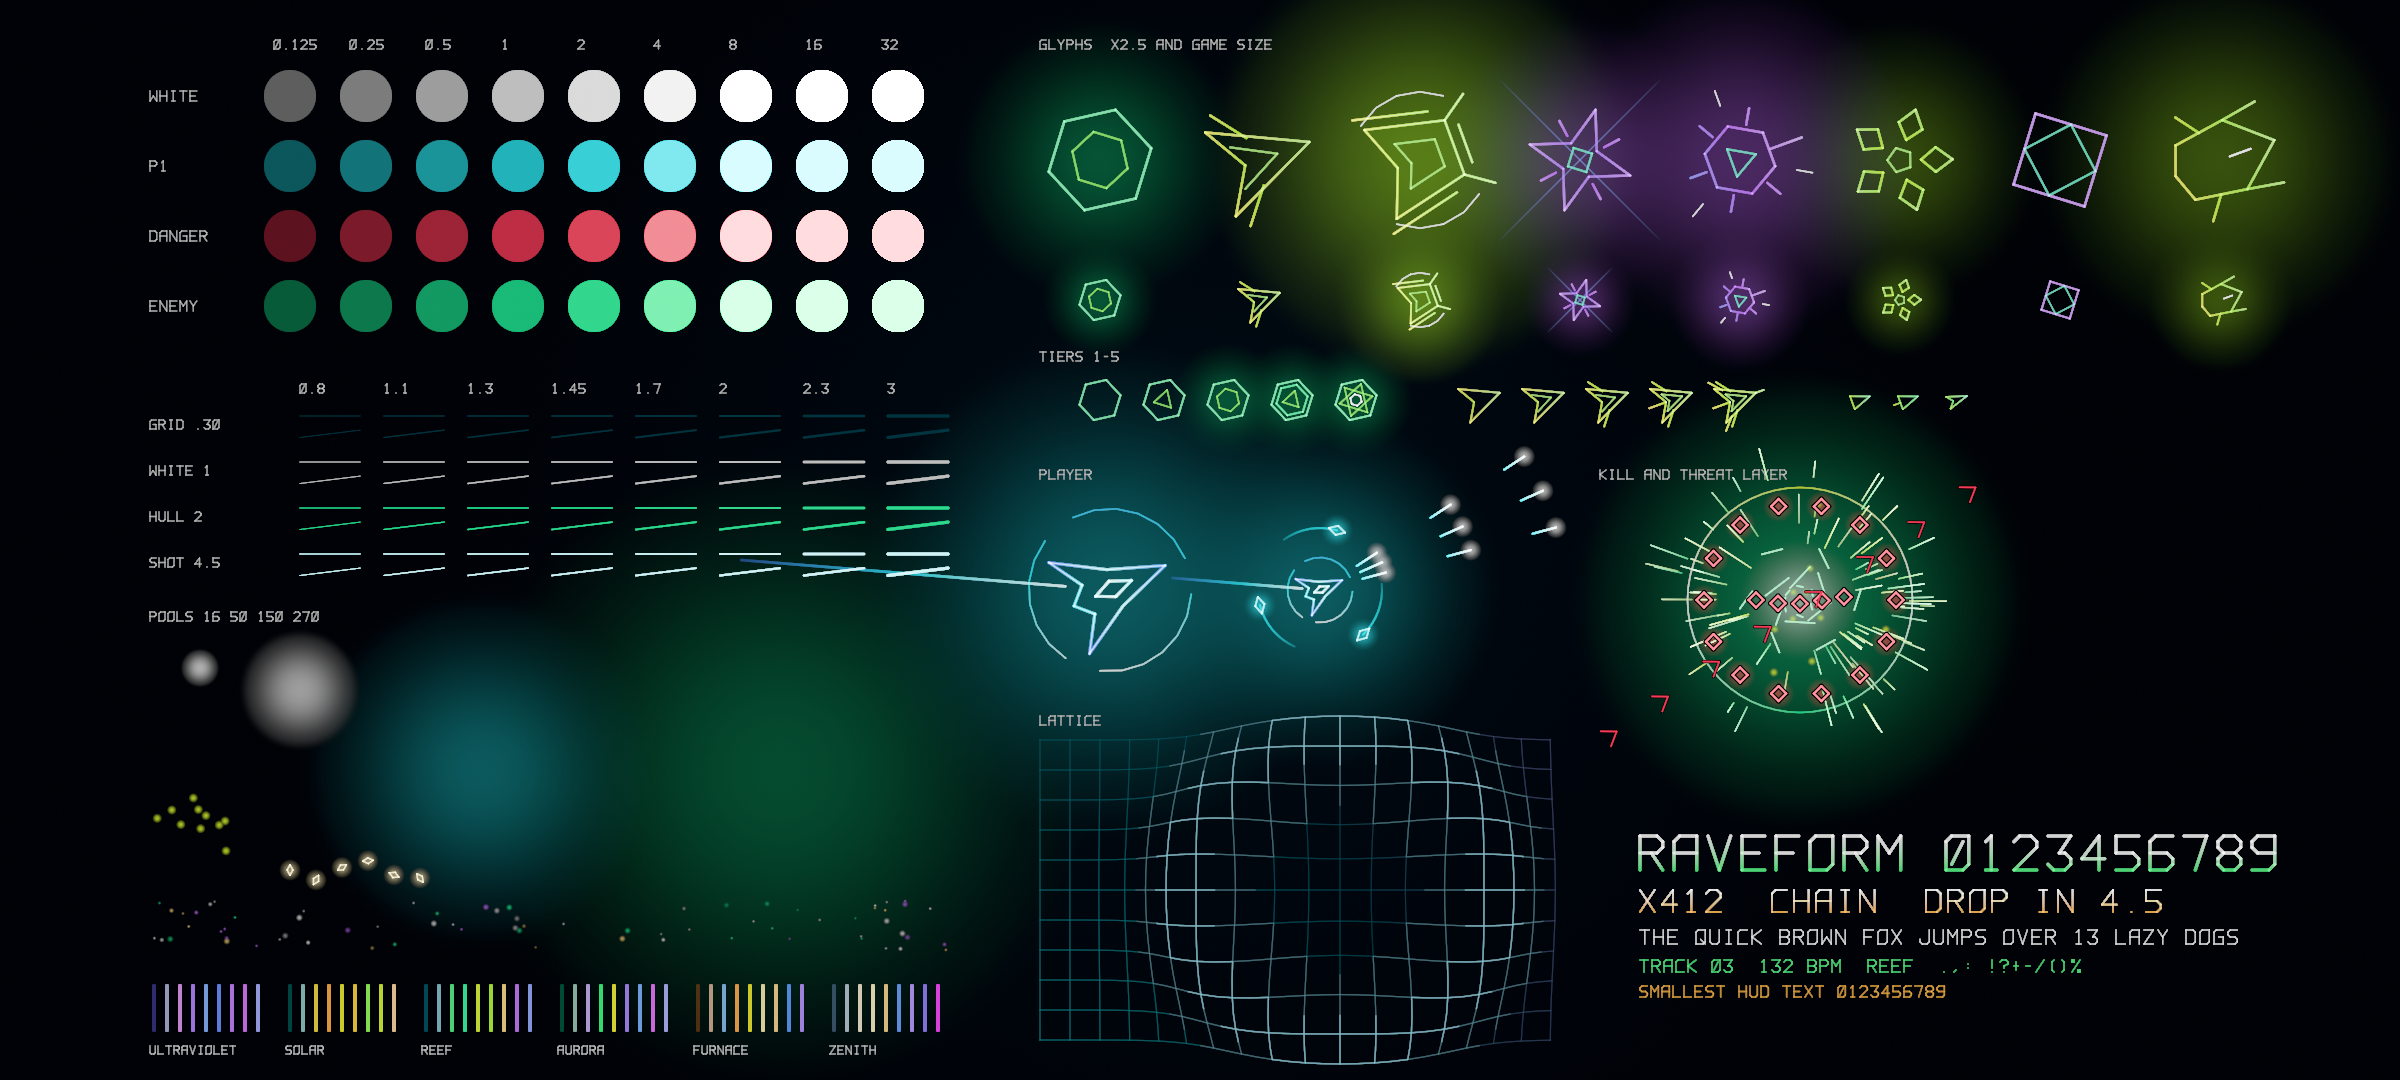 0.125 0.25 0.5 1 2 4 8 16 32
WHITE
P1
DANGER
ENEMY
0.8 1.1 1.3 1.45 1.7 2 2.3 3
GRID .30
WHITE 1
HULL 2
SHOT 4.5
POOLS 16 50 150 270
ULTRAVIOLET SOLAR REEF AURORA FURNACE ZENITH
GLYPHS X2.5 AND GAME SIZE
TIERS 1-5
PLAYER
KILL AND THREAT LAYER
LATTICE
RAVEFORM 0123456789
X412 CHAIN DROP IN 4.5
THE QUICK BROWN FOX JUMPS OVER 13 LAZY DOGS
TRACK 03 132 BPM REEF .,: !?+-/()%
SMALLEST HUD TEXT 0123456789